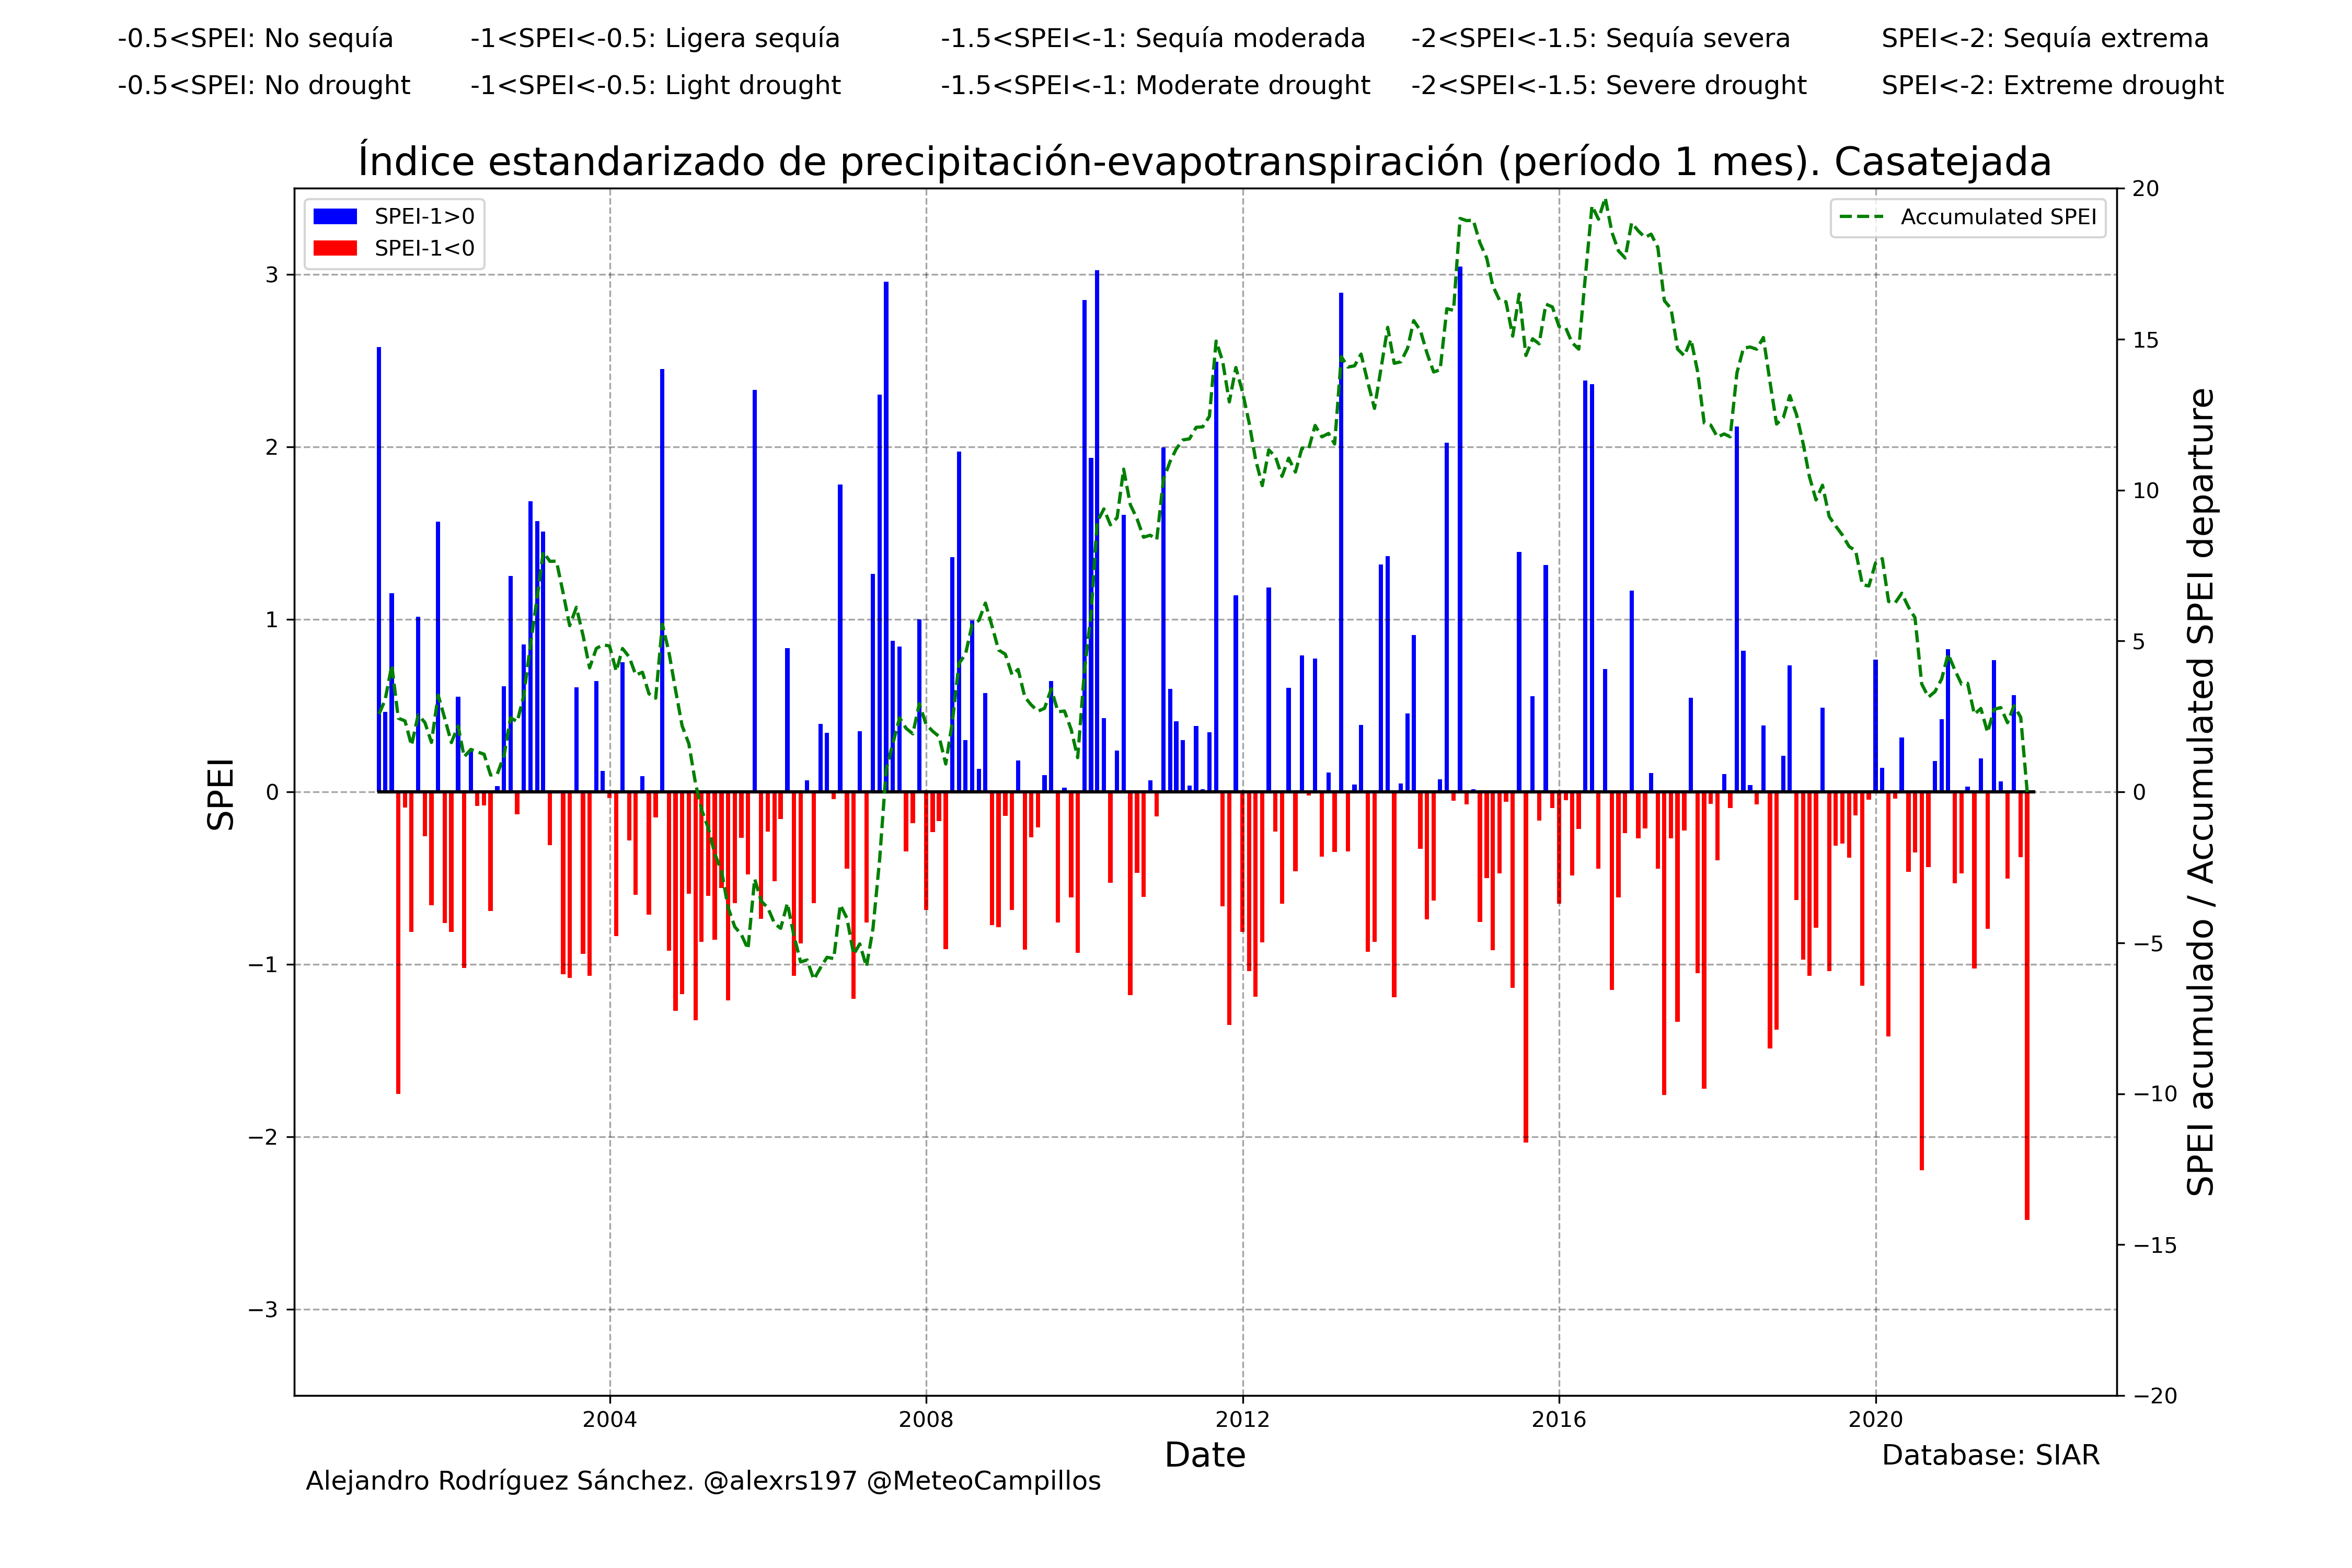 -0.5<SPEI: No sequía -1<SPEI<-0.5: Ligera sequía -1.5<SPEI<-1: Sequía moderada -2<SPEI<-1.5: Sequía severa SPEI<-2: Sequía extrema
-0.5<SPEI: No drought -1<SPEI<-0.5: Light drought -1.5<SPEI<-1: Moderate drought -2<SPEI<-1.5: Severe drought SPEI<-2: Extreme drought
Índice estandarizado de precipitación-evapotranspiración (período 1 mes). Casatejada
SPEI-1>0
SPEI-1<0
Accumulated SPEI
SPEI
3
2
1
0
−1
−2
−3
20
15
10
5
0
−5
−10
−15
−20
SPEI acumulado / Accumulated SPEI departure
2004 2008 2012 2016 2020
Date
Database: SIAR
Alejandro Rodríguez Sánchez. @alexrs197 @MeteoCampillos